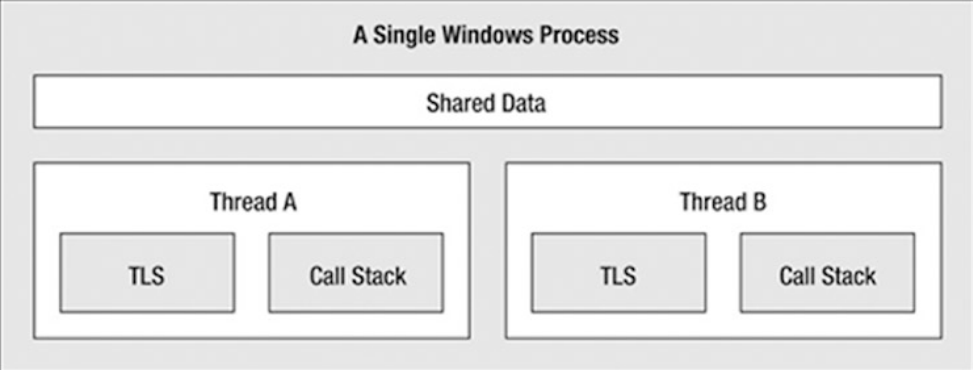 A Single Windows Process
Shared Data
Thread A
Thread B
TLS
Call Stack
TLS
Call Stack